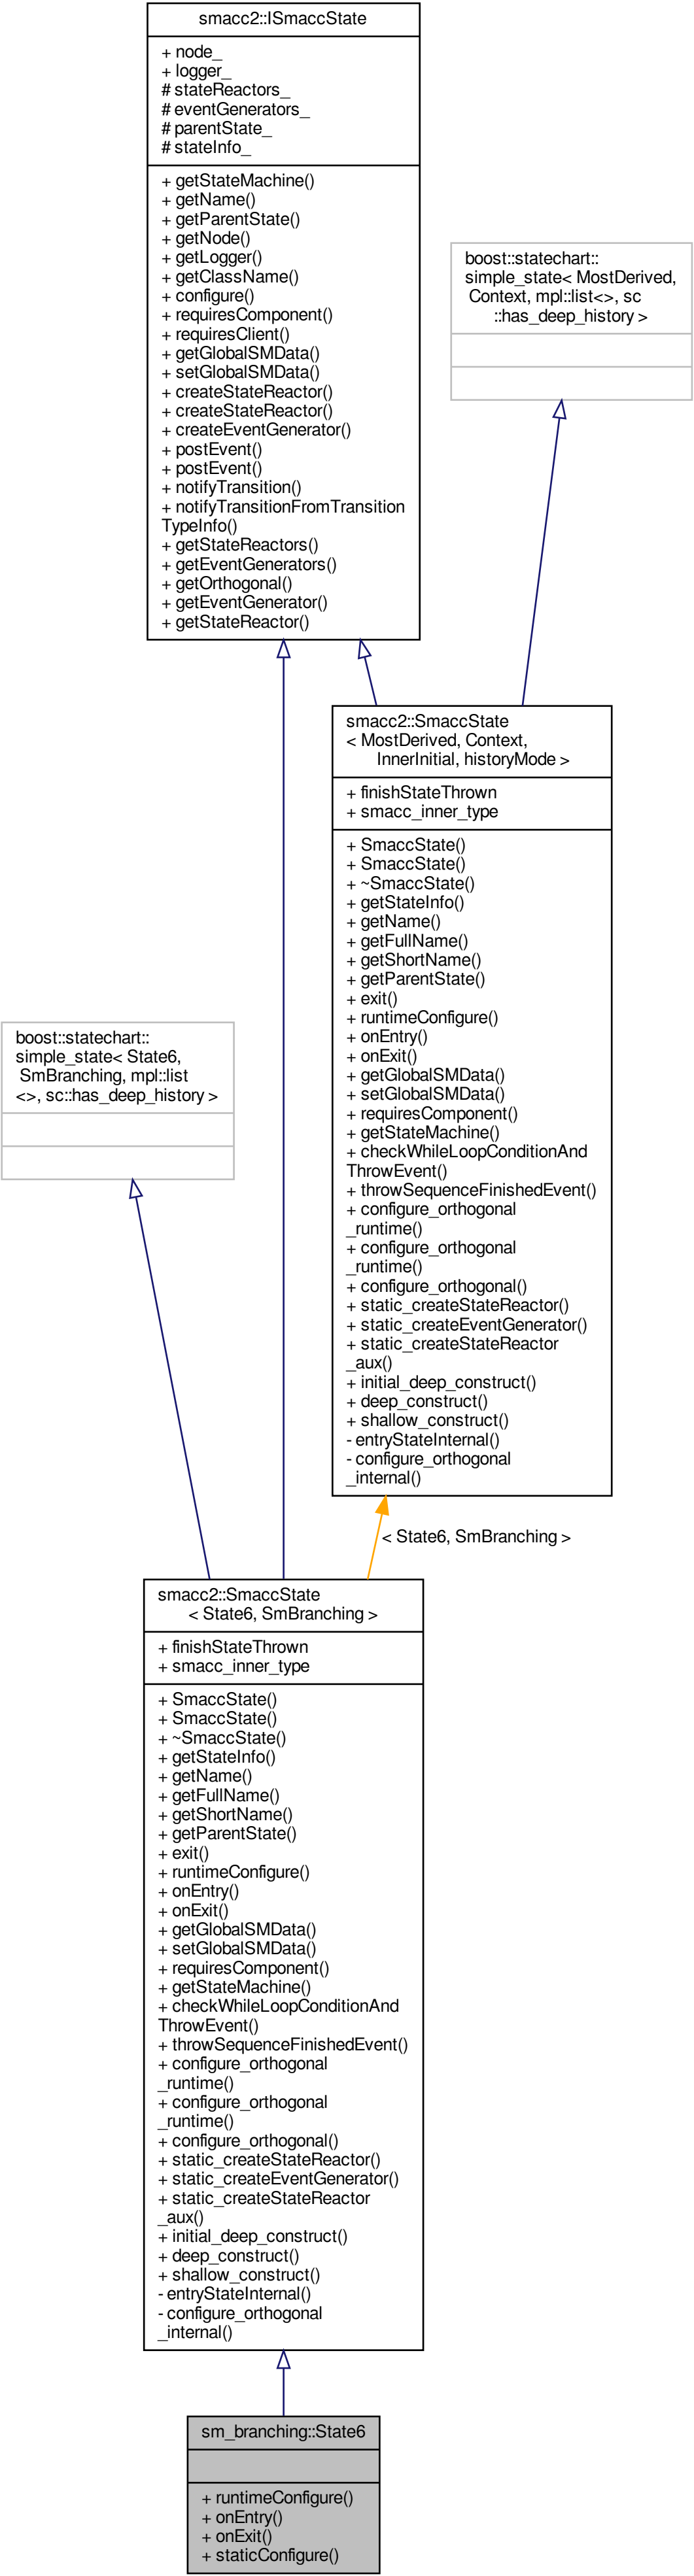 smacc2::ISmaccState
+ node_
+ logger_
# stateReactors_
# eventGenerators_
# parentState_
# stateInfo_
+ getStateMachine()
+ getName()
+ getParentState()
+ getNode()
+ getLogger()
+ getClassName()
+ configure()
+ requiresComponent()
+ requiresClient()
+ getGlobalSMData()
+ setGlobalSMData()
+ createStateReactor()
+ createStateReactor()
+ createEventGenerator()
+ postEvent()
+ postEvent()
+ notifyTransition()
+ notifyTransitionFromTransition
TypeInfo()
+ getStateReactors()
+ getEventGenerators()
+ getOrthogonal()
+ getEventGenerator()
+ getStateReactor()
boost::statechart::
simple_state< MostDerived,
Context, mpl::list<>, sc
::has_deep_history >
smacc2::SmaccState
< MostDerived, Context,
InnerInitial, historyMode >
+ finishStateThrown
+ smacc_inner_type
+ SmaccState()
+ SmaccState()
+ ~SmaccState()
+ getStateInfo()
+ getName()
+ getFullName()
+ getShortName()
+ getParentState()
+ exit()
+ runtimeConfigure()
+ onEntry()
+ onExit()
+ getGlobalSMData()
+ setGlobalSMData()
+ requiresComponent()
+ getStateMachine()
+ checkWhileLoopConditionAnd
ThrowEvent()
+ throwSequenceFinishedEvent()
+ configure_orthogonal
_runtime()
+ configure_orthogonal
_runtime()
+ configure_orthogonal()
+ static_createStateReactor()
+ static_createEventGenerator()
+ static_createStateReactor
_aux()
+ initial_deep_construct()
+ deep_construct()
+ shallow_construct()
- entryStateInternal()
- configure_orthogonal
_internal()
boost::statechart::
simple_state< State6,
SmBranching, mpl::list
<>, sc::has_deep_history >
< State6, SmBranching >
smacc2::SmaccState
< State6, SmBranching >
+ finishStateThrown
+ smacc_inner_type
+ SmaccState()
+ SmaccState()
+ ~SmaccState()
+ getStateInfo()
+ getName()
+ getFullName()
+ getShortName()
+ getParentState()
+ exit()
+ runtimeConfigure()
+ onEntry()
+ onExit()
+ getGlobalSMData()
+ setGlobalSMData()
+ requiresComponent()
+ getStateMachine()
+ checkWhileLoopConditionAnd
ThrowEvent()
+ throwSequenceFinishedEvent()
+ configure_orthogonal
_runtime()
+ configure_orthogonal
_runtime()
+ configure_orthogonal()
+ static_createStateReactor()
+ static_createEventGenerator()
+ static_createStateReactor
_aux()
+ initial_deep_construct()
+ deep_construct()
+ shallow_construct()
- entryStateInternal()
- configure_orthogonal
_internal()
sm_branching::State6
+ runtimeConfigure()
+ onEntry()
+ onExit()
+ staticConfigure()